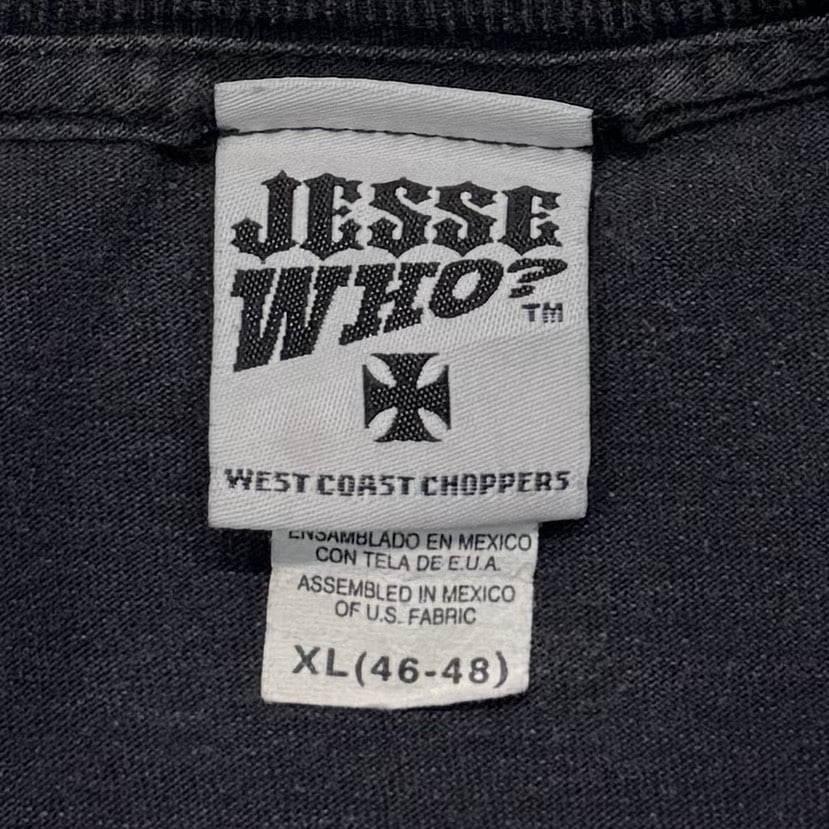 JESSE
WHO?
TM
WEST COAST CHOPPERS
ENSAMBLADO EN MEXICO
CON TELA DE E.U.A.
ASSEMBLED IN MEXICO
OF U.S. FABRIC
XL(46-48)